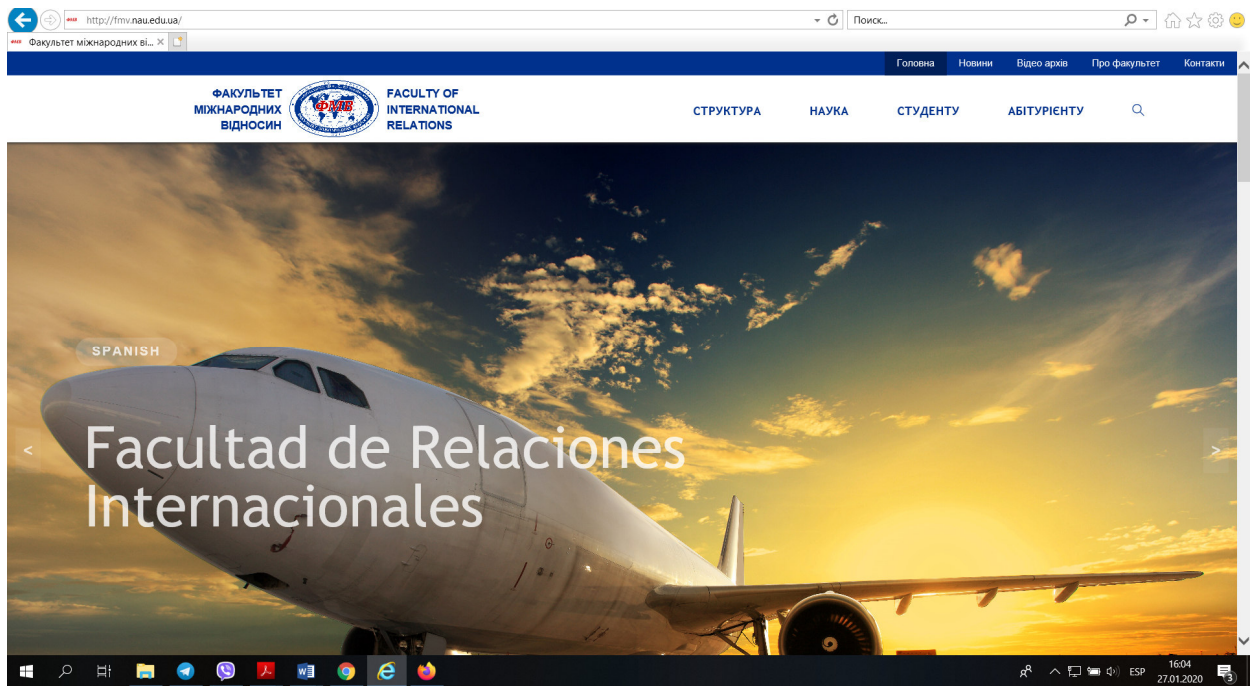 http://fmv.nau.edu.ua/
Поиск...
Факультет міжнародних ві...
Головна Новини Відео архів Про факультет Контакти
ФАКУЛЬТЕТ
МІЖНАРОДНИХ
ВІДНОСИН
ФМВ
FACULTY OF
INTERNATIONAL
RELATIONS
СТРУКТУРА НАУКА СТУДЕНТУ АБІТУРІЄНТУ
SPANISH
Facultad de Relaciones
Internacionales
< >
ESP
16:04
27.01.2020
3